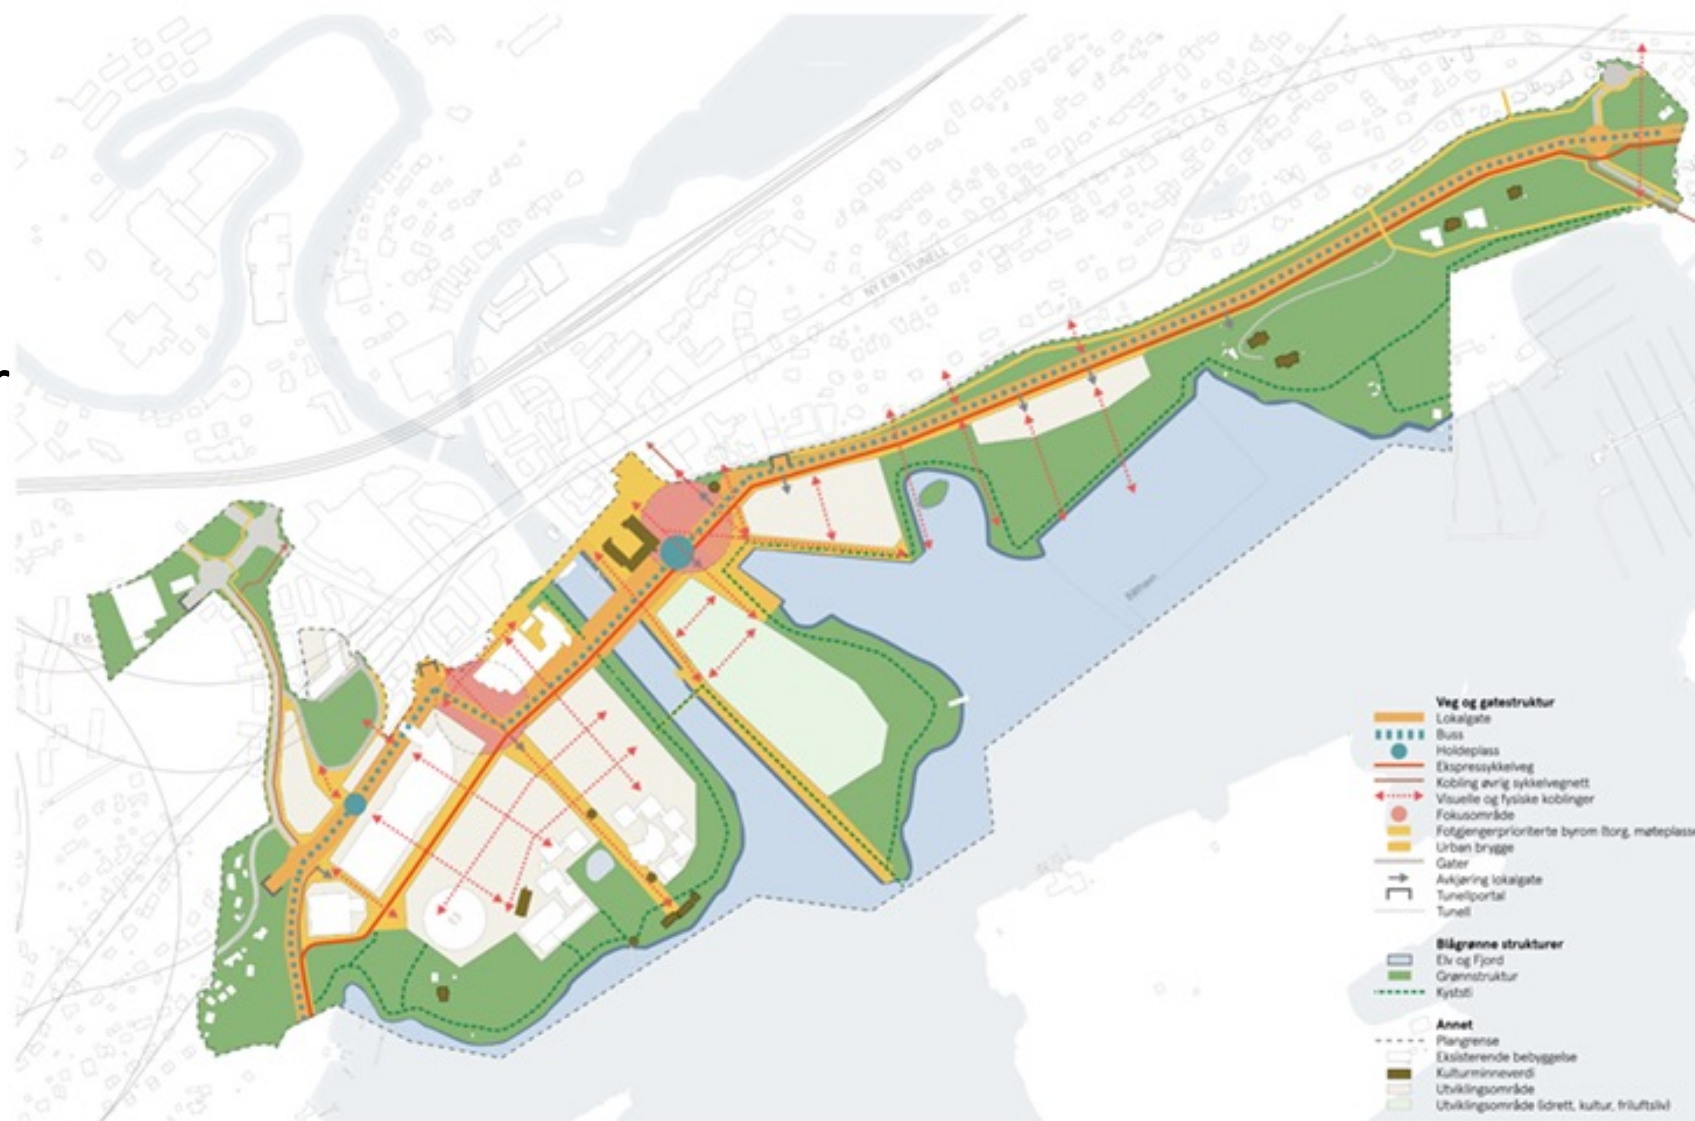 NY E18 I TUNELL
E16
Veg og gatestruktur
Lokalgate
Buss
Holdeplass
Ekspressykkelveg
Kobling øvrig sykkelvegnett
Visuelle og fysiske koblinger
Fokusområde
Fotgjengerprioriterte byrom (torg, møteplasse
Urban brygge
Gater
Avkjøring lokalgate
Tunellportal
Tunell
Blågrønne strukturer
Elv og Fjord
Grønnstruktur
Kyststi
Annet
Plangrense
Eksisterende bebyggelse
Kulturminneverdi
Utviklingsområde
Utviklingsområde (idrett, kultur, friluftsliv)